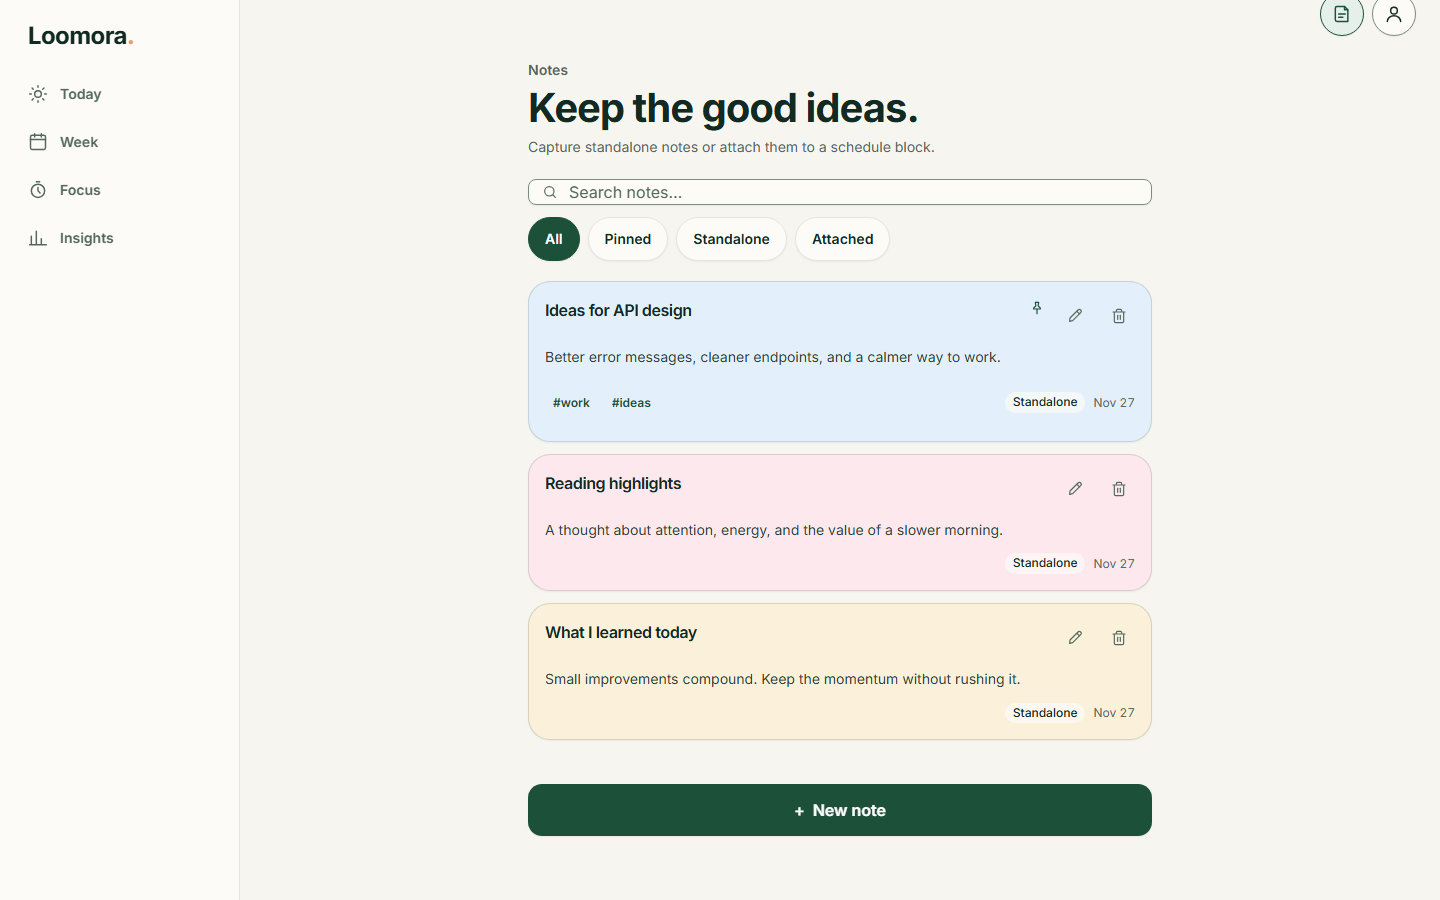 Loomora.
Today
Week
Focus
Insights
Notes
Keep the good ideas.
Capture standalone notes or attach them to a schedule block.
Search notes...
All
Pinned
Standalone
Attached
Ideas for API design
Better error messages, cleaner endpoints, and a calmer way to work.
#work #ideas
Standalone Nov 27
Reading highlights
A thought about attention, energy, and the value of a slower morning.
Standalone Nov 27
What I learned today
Small improvements compound. Keep the momentum without rushing it.
Standalone Nov 27
+ New note